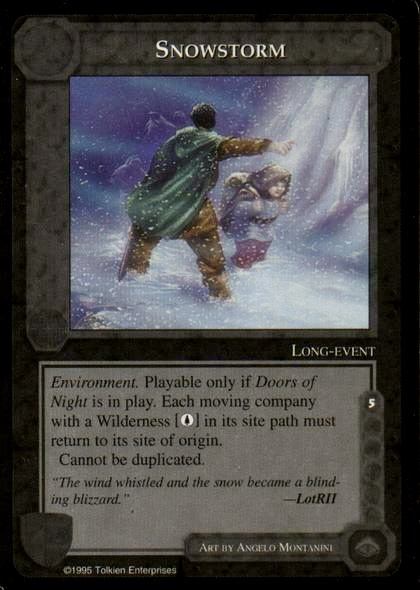 SNOWSTORM
LONG-EVENT
Environment. Playable only if Doors of
Night is in play. Each moving company
with a Wilderness [] in its site path must
return to its site of origin.
Cannot be duplicated.
5
"The wind whistled and the snow became a blind-
ing blizzard." —LotRII
ART BY ANGELO MONTANINI
©1995 Tolkien Enterprises